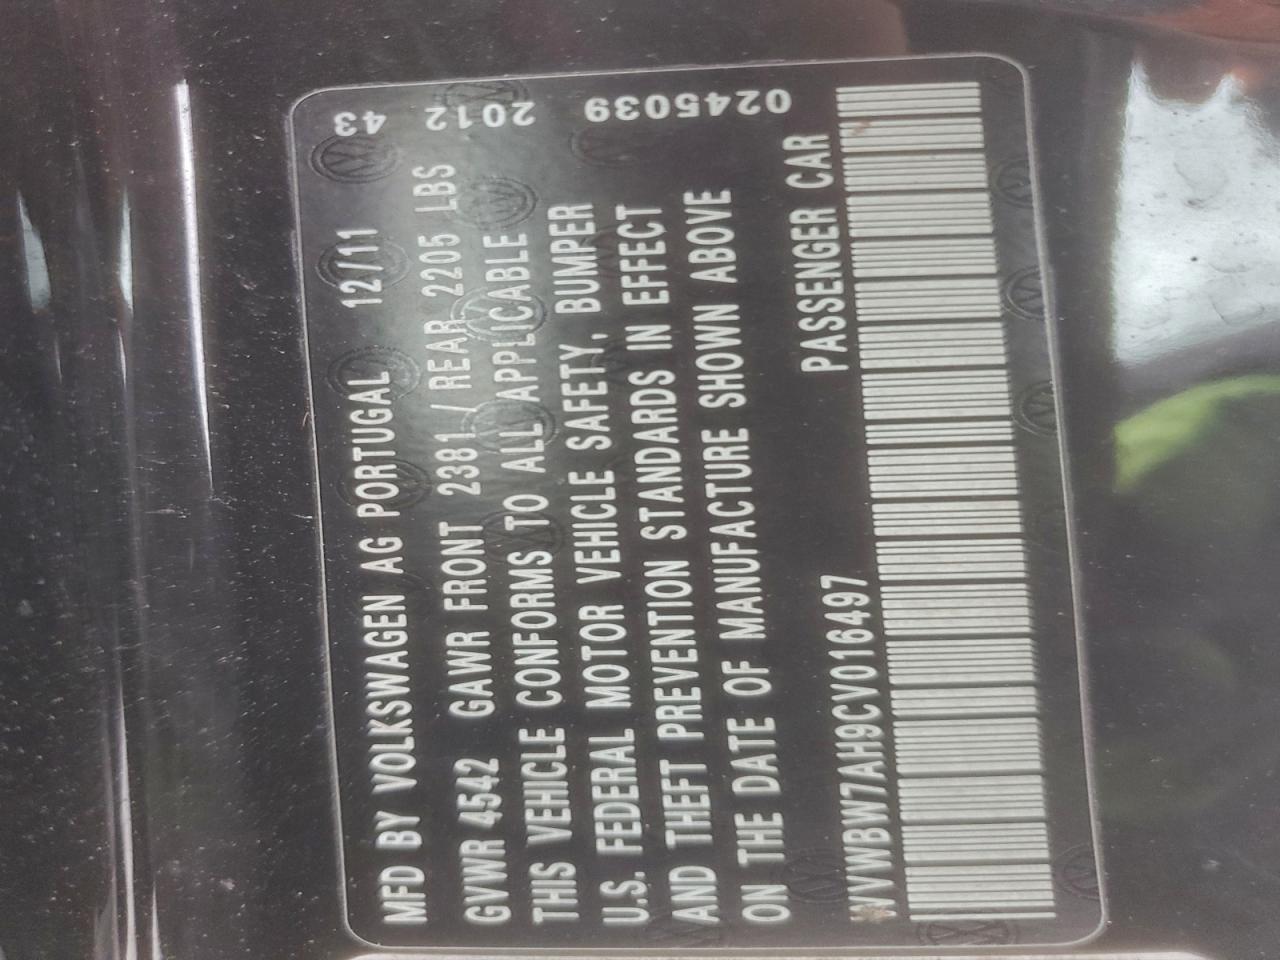 MFD BY VOLKSWAGEN AG PORTUGAL 12/11
GVWR 4542 GAWR FRONT 2381 / REAR 2205 LBS
THIS VEHICLE CONFORMS TO ALL APPLICABLE
U.S. FEDERAL MOTOR VEHICLE SAFETY, BUMPER
AND THEFT PREVENTION STANDARDS IN EFFECT
ON THE DATE OF MANUFACTURE SHOWN ABOVE
PASSENGER CAR
WVWBW7AH9CV016497
43 2012 0245039